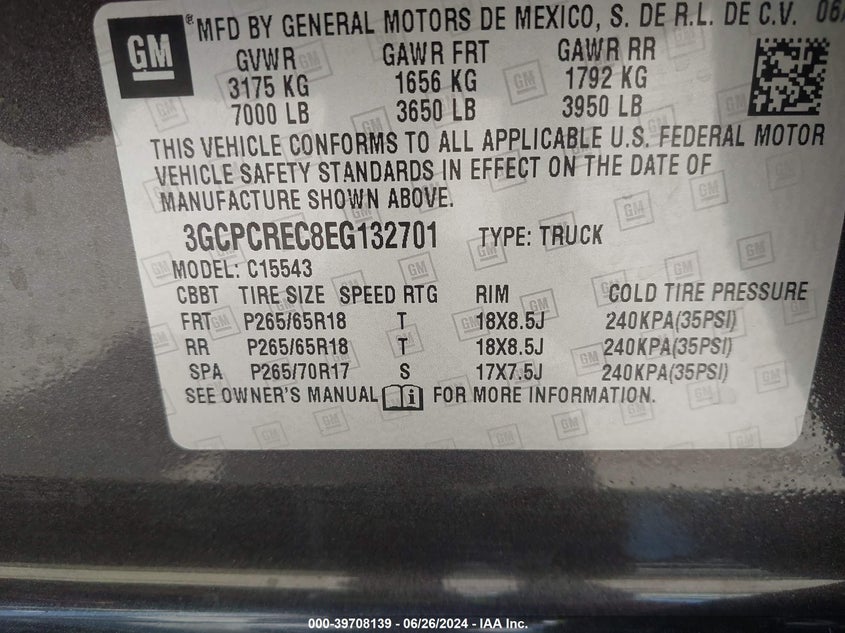 GM ® MFD BY GENERAL MOTORS DE MEXICO, S. DE R.L. DE C.V. 06/
GVWR GAWR FRT GAWR RR
3175 KG 1656 KG 1792 KG
7000 LB 3650 LB 3950 LB
THIS VEHICLE CONFORMS TO ALL APPLICABLE U.S. FEDERAL MOTOR
VEHICLE SAFETY STANDARDS IN EFFECT ON THE DATE OF
MANUFACTURE SHOWN ABOVE.
3GCPCREC8EG132701 TYPE: TRUCK
MODEL: C15543
CBBT TIRE SIZE SPEED RTG RIM COLD TIRE PRESSURE
FRT P265/65R18 T 18X8.5J 240KPA(35PSI)
RR P265/65R18 T 18X8.5J 240KPA(35PSI)
SPA P265/70R17 S 17X7.5J 240KPA(35PSI)
SEE OWNER'S MANUAL i FOR MORE INFORMATION.
000-39708139 - 06/26/2024 - IAA Inc.